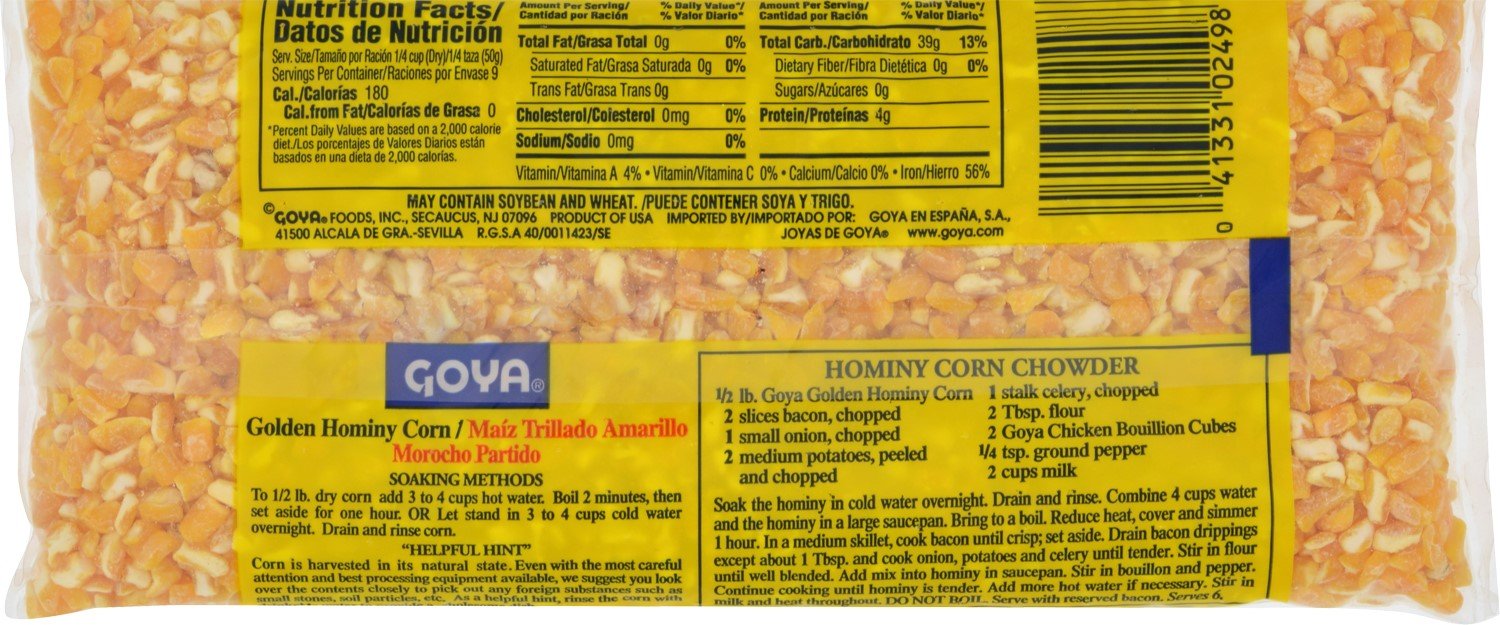 Nutrition Facts/
Datos de Nutrición
Serv. Size/Tamaño por Ración 1/4 cup (Dry)/1/4 taza (50g)
Servings Per Container/Raciones por Envase 9
Cal./Calorías 180
Cal.from Fat/Calorías de Grasa 0
*Percent Daily Values are based on a 2,000 calorie
diet./Los porcentajes de Valores Diarios están
basados en una dieta de 2,000 calorías.
Amount Per Serving/ % Daily Value*/
Cantidad por Ración % Valor Diario*
Total Fat/Grasa Total 0g 0%
Saturated Fat/Grasa Saturada 0g 0%
Trans Fat/Grasa Trans 0g
Cholesterol/Colesterol 0mg 0%
Sodium/Sodio 0mg 0%
Amount Per Serving/ % Daily Value*/
Cantidad por Ración % Valor Diario*
Total Carb./Carbohidrato 39g 13%
Dietary Fiber/Fibra Dietética 0g 0%
Sugars/Azúcares 0g
Protein/Proteínas 4g
Vitamin/Vitamina A 4% • Vitamin/Vitamina C 0% • Calcium/Calcio 0% • Iron/Hierro 56%
MAY CONTAIN SOYBEAN AND WHEAT. /PUEDE CONTENER SOYA Y TRIGO.
© GOYA® FOODS, INC., SECAUCUS, NJ 07096 PRODUCT OF USA IMPORTED BY/IMPORTADO POR: GOYA EN ESPAÑA, S.A.,
41500 ALCALA DE GRA.-SEVILLA R.G.S.A 40/0011423/SE JOYAS DE GOYA® www.goya.com
0 41331 02498
GOYA®
Golden Hominy Corn / Maíz Trillado Amarillo
Morocho Partido
SOAKING METHODS
To 1/2 lb. dry corn add 3 to 4 cups hot water. Boil 2 minutes, then
set aside for one hour. OR Let stand in 3 to 4 cups cold water
overnight. Drain and rinse corn.
"HELPFUL HINT"
Corn is harvested in its natural state. Even with the most careful
attention and best processing equipment available, we suggest you look
over the contents closely to pick out any foreign substances such as
small stones, soil particles, etc. As a helpful hint, rinse the corn with
HOMINY CORN CHOWDER
1/2 lb. Goya Golden Hominy Corn
2 slices bacon, chopped
1 small onion, chopped
2 medium potatoes, peeled
and chopped
1 stalk celery, chopped
2 Tbsp. flour
2 Goya Chicken Bouillion Cubes
1/4 tsp. ground pepper
2 cups milk
Soak the hominy in cold water overnight. Drain and rinse. Combine 4 cups water
and the hominy in a large saucepan. Bring to a boil. Reduce heat, cover and simmer
1 hour. In a medium skillet, cook bacon until crisp; set aside. Drain bacon drippings
except about 1 Tbsp. and cook onion, potatoes and celery until tender. Stir in flour
until well blended. Add mix into hominy in saucepan. Stir in bouillon and pepper.
Continue cooking until hominy is tender. Add more hot water if necessary. Stir in
milk and heat throughout. DO NOT BOIL. Serve with reserved bacon. Serves 6.